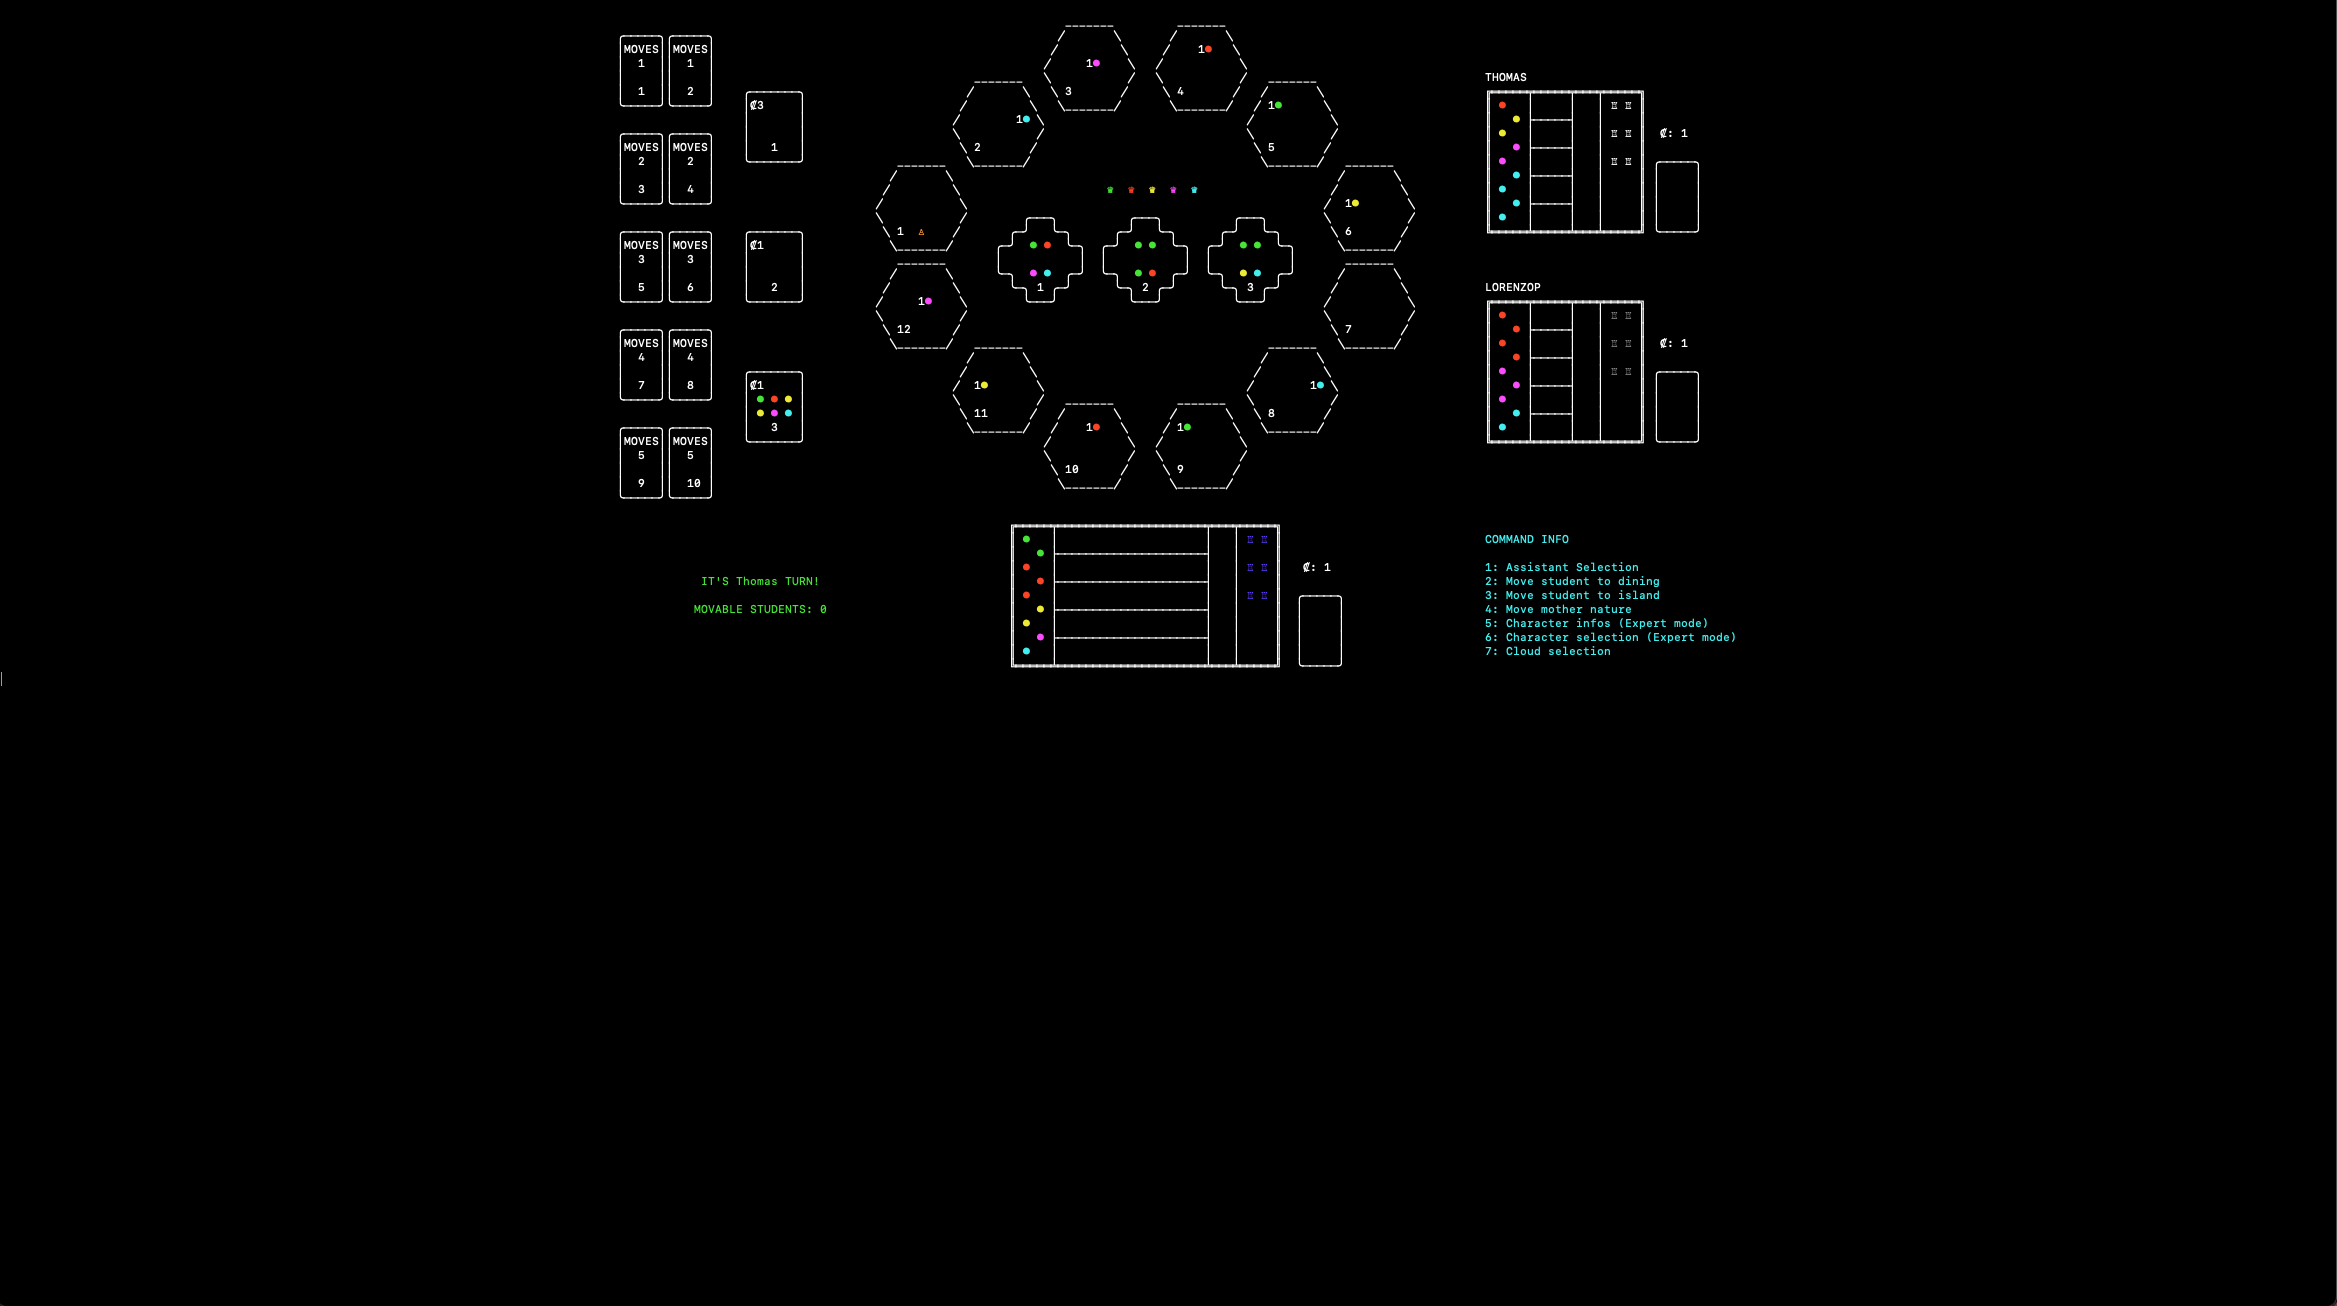 MOVES MOVES
1 1
1 2
MOVES MOVES
2 2
3 4
MOVES MOVES
3 3
5 6
MOVES MOVES
4 4
7 8
MOVES MOVES
5 5
9 10
₡3
1
₡1
2
₡1
3
1
3
1
4
1
2
1
5
1
1
6
1
12
7
1
11
1
8
1
10
1
9
1 2 3
THOMAS
₡: 1
LORENZOP
₡: 1
IT'S Thomas TURN!
MOVABLE STUDENTS: 0
₡: 1
COMMAND INFO
1: Assistant Selection
2: Move student to dining
3: Move student to island
4: Move mother nature
5: Character infos (Expert mode)
6: Character selection (Expert mode)
7: Cloud selection